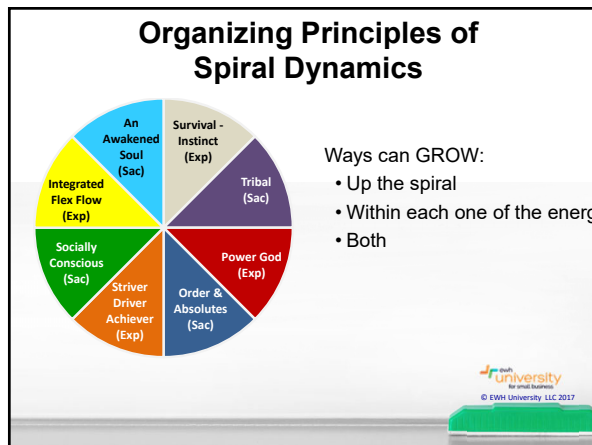 Organizing Principles of
Spiral Dynamics
An
Awakened
Soul
(Sac)
Survival -
Instinct
(Exp)
Integrated
Flex Flow
(Exp)
Tribal
(Sac)
Socially
Conscious
(Sac)
Power God
(Exp)
Striver
Driver
Achiever
(Exp)
Order &
Absolutes
(Sac)
Ways can GROW:
• Up the spiral
• Within each one of the energ
• Both
ewh
university
for small business
© EWH University LLC 2017